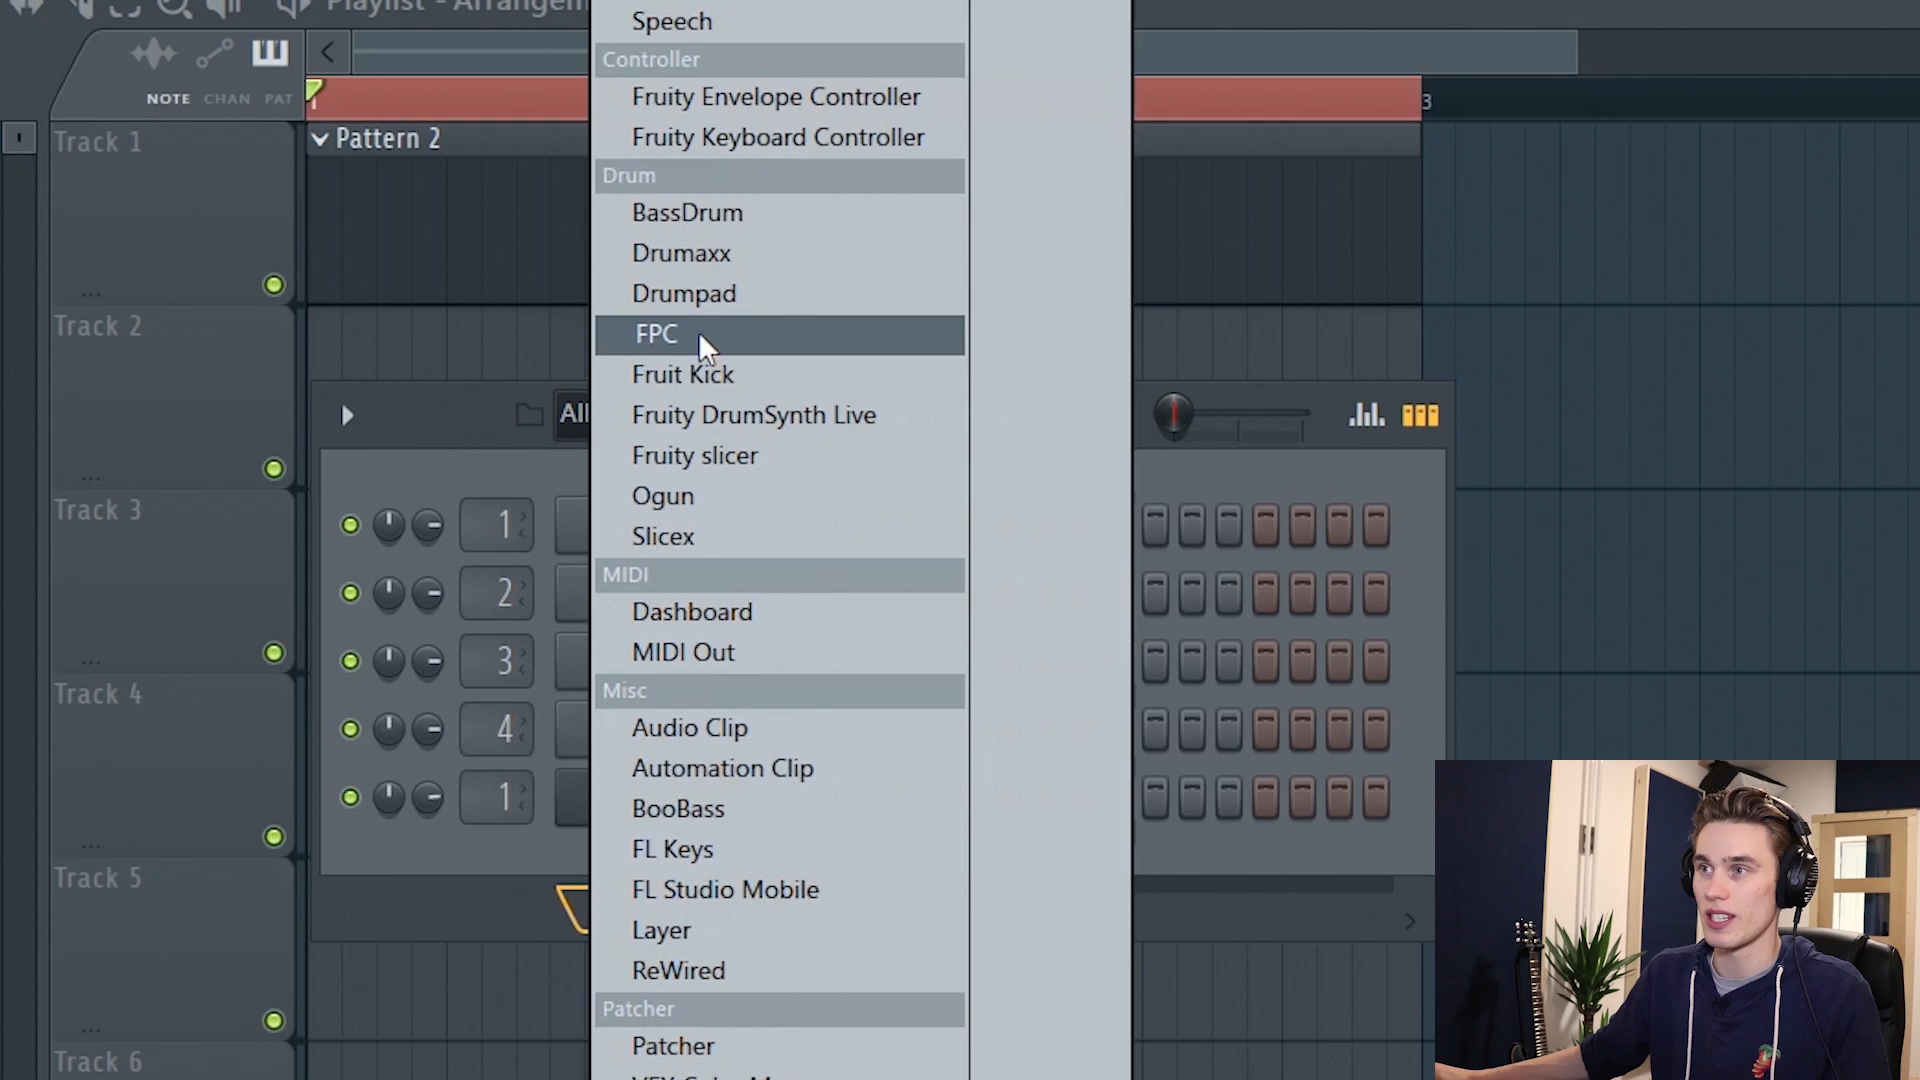 Playlist - Arrangem
Speech
Controller
NOTE CHAN PAT
Fruity Envelope Controller
3
Track 1
Pattern 2
Fruity Keyboard Controller
Drum
BassDrum
Drumaxx
Drumpad
Track 2
FPC
Fruit Kick
All
Fruity DrumSynth Live
Fruity slicer
Track 3
Ogun
1
Slicex
MIDI
2
Dashboard
3
MIDI Out
Track 4
Misc
4
Audio Clip
Automation Clip
1
BooBass
FL Keys
Track 5
FL Studio Mobile
Layer
ReWired
Patcher
Patcher
Track 6